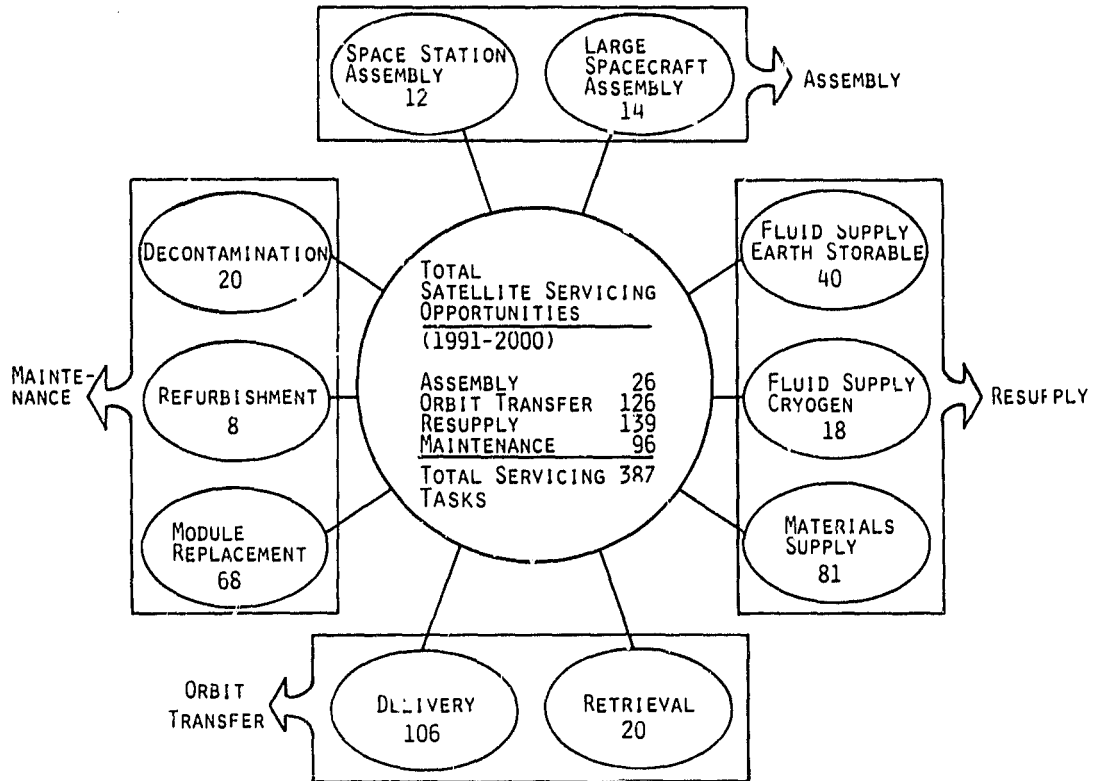 SPACE STATION
ASSEMBLY
12
LARGE
SPACECRAFT
ASSEMBLY
14
ASSEMBLY
DECONTAMINATION
20
REFURBISHMENT
8
MODULE
REPLACEMENT
68
MAINTE-
NANCE
TOTAL
SATELLITE SERVICING
OPPORTUNITIES
(1991-2000)
ASSEMBLY 26
ORBIT TRANSFER 126
RESUPPLY 139
MAINTENANCE 96
TOTAL SERVICING 387
TASKS
FLUID SUPPLY
EARTH STORABLE
40
FLUID SUPPLY
CRYOGEN
18
MATERIALS
SUPPLY
81
RESUPPLY
ORBIT
TRANSFER
DELIVERY
106
RETRIEVAL
20